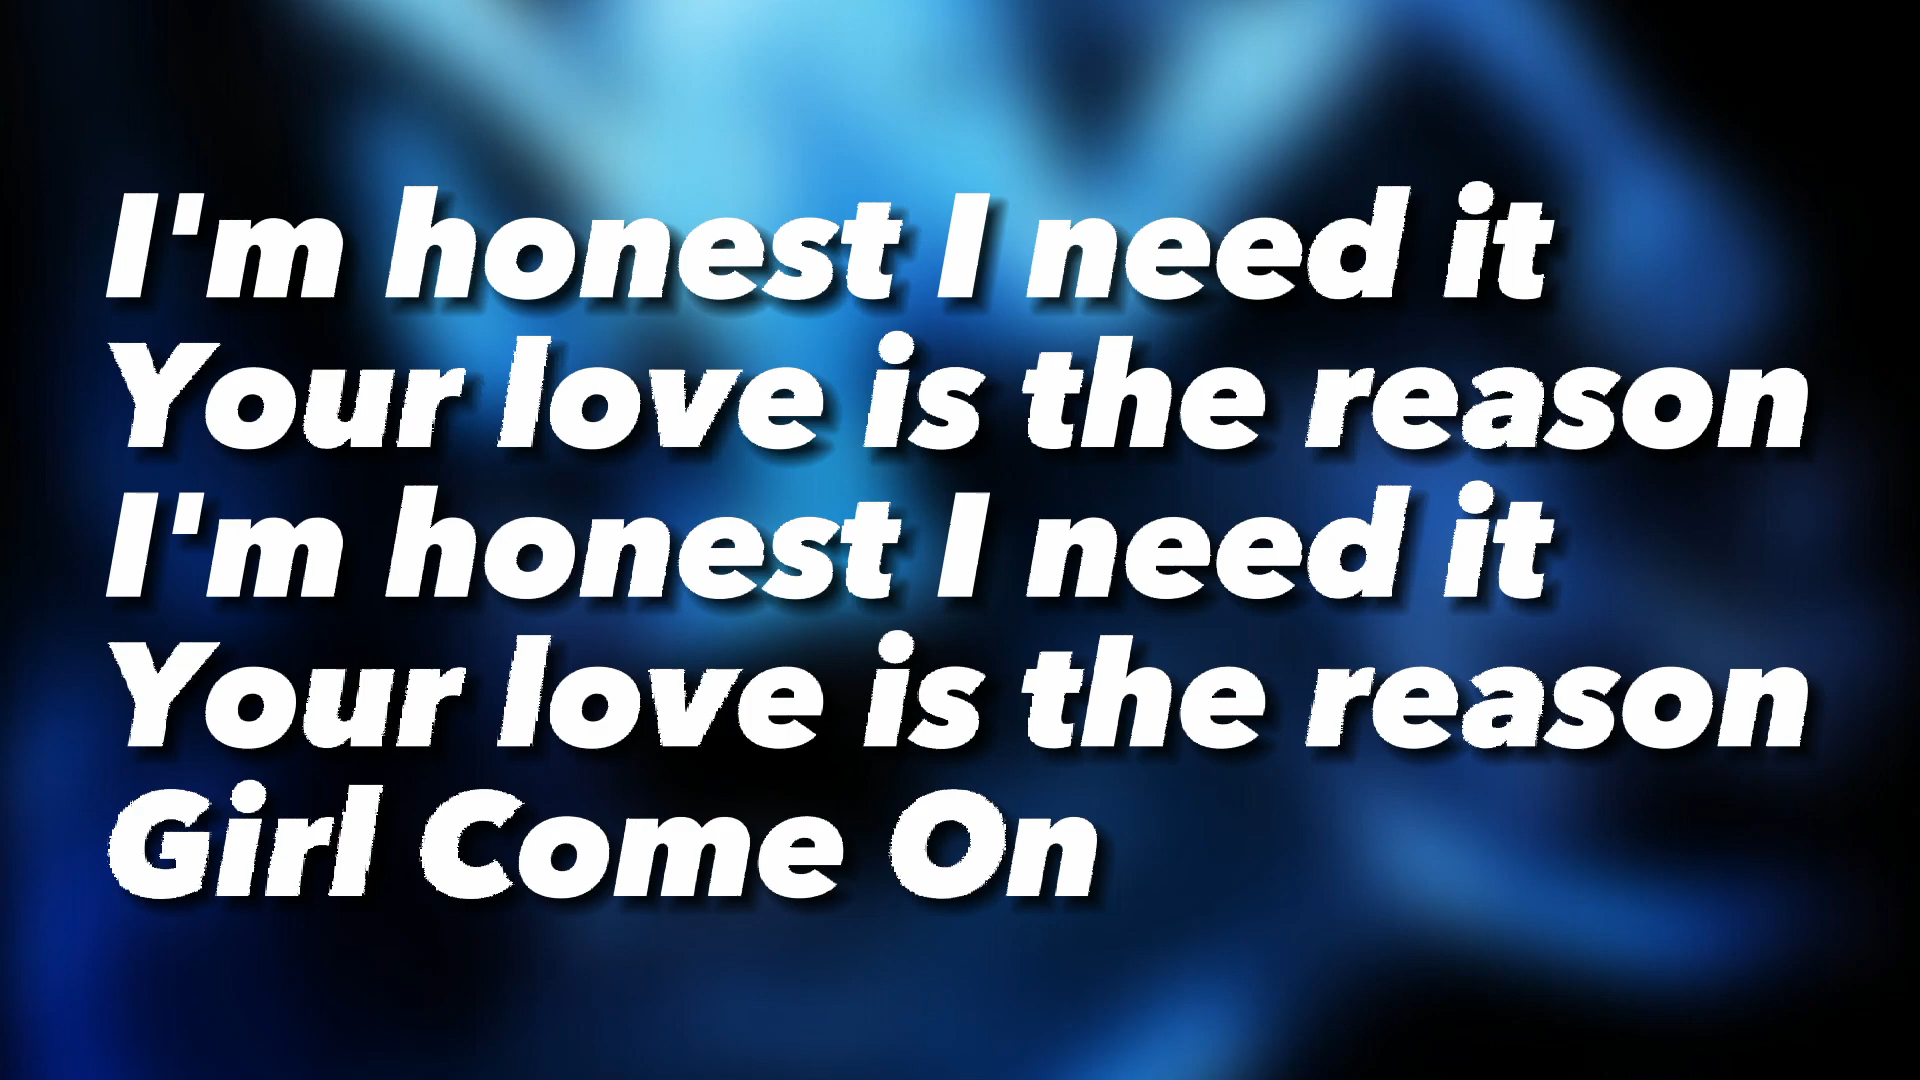 I'm honest I need it
Your love is the reason
I'm honest I need it
Your love is the reason
Girl Come On